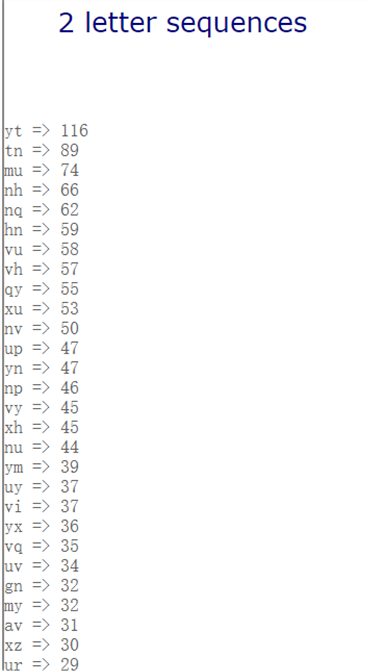 2 letter sequences
yt => 116
tn => 89
mu => 74
nh => 66
nq => 62
hn => 59
vu => 58
vh => 57
qy => 55
xu => 53
nv => 50
up => 47
yn => 47
np => 46
vy => 45
xh => 45
nu => 44
ym => 39
uy => 37
vi => 37
yx => 36
vq => 35
uv => 34
gn => 32
my => 32
av => 31
xz => 30
ur => 29